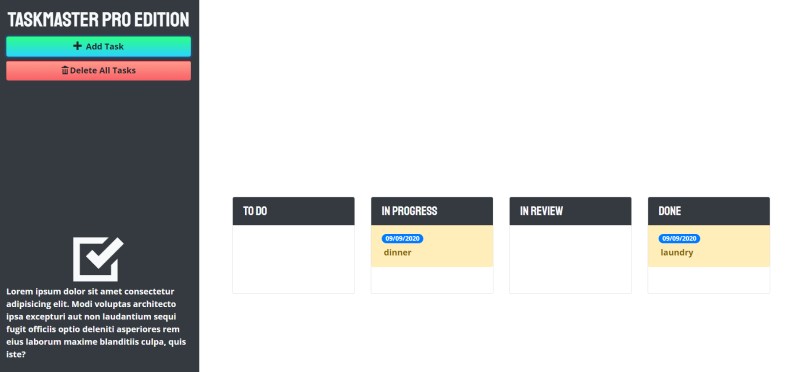 TASKMASTER PRO EDITION
Add Task
Delete All Tasks
Lorem ipsum dolor sit amet consectetur
adipisicing elit. Modi voluptas architecto
ipsa excepturi aut non laudantium sequi
fugit officiis optio deleniti asperiores rem
eius laborum maxime blanditiis culpa, quis
iste?
TO DO
IN PROGRESS
09/09/2020
dinner
IN REVIEW
DONE
09/09/2020
laundry